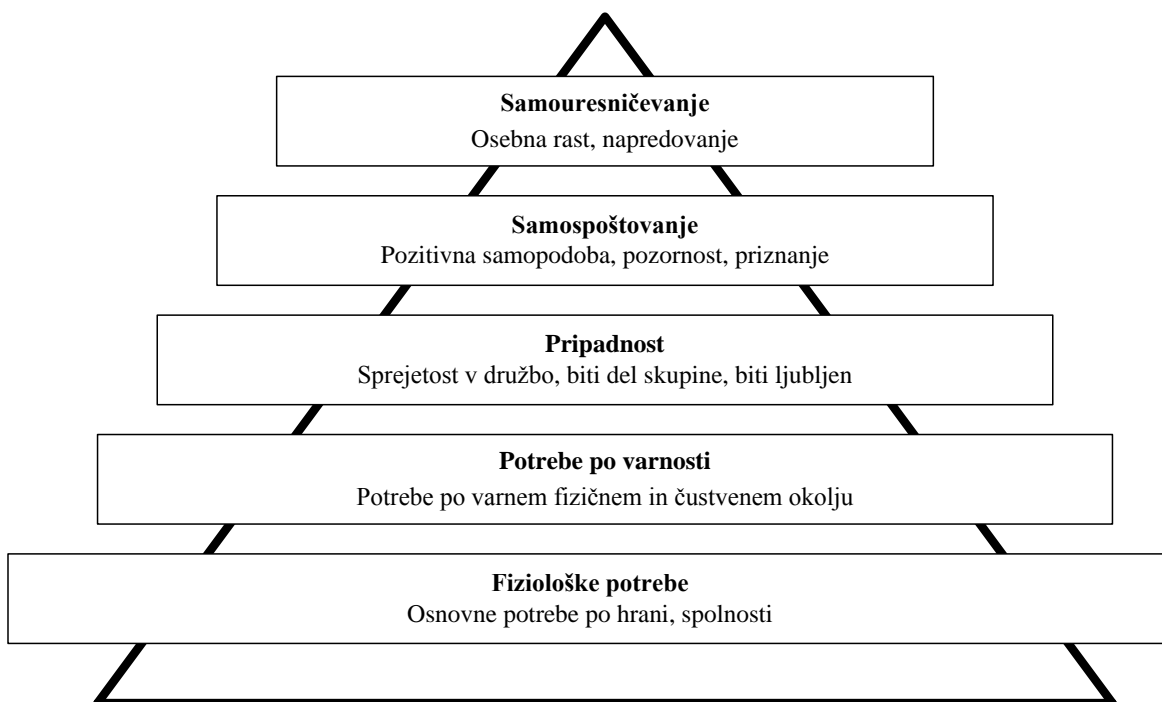 Samouresničevanje
Osebna rast, napredovanje
Samospoštovanje
Pozitivna samopodoba, pozornost, priznanje
Pripadnost
Sprejetost v družbo, biti del skupine, biti ljubljen
Potrebe po varnosti
Potrebe po varnem fizičnem in čustvenem okolju
Fiziološke potrebe
Osnovne potrebe po hrani, spolnosti